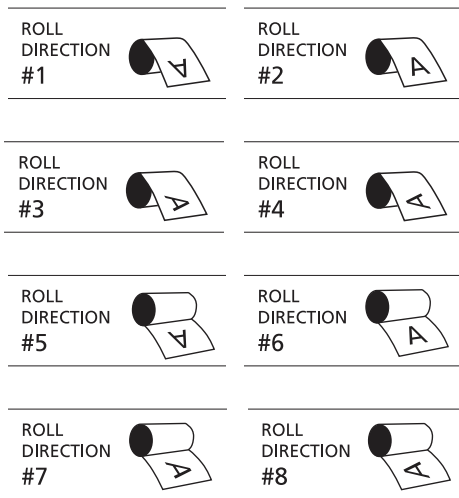 ROLL
DIRECTION
#1
A
ROLL
DIRECTION
#2
A
ROLL
DIRECTION
#3
A
ROLL
DIRECTION
#4
A
ROLL
DIRECTION
#5
A
ROLL
DIRECTION
#6
A
ROLL
DIRECTION
#7
A
ROLL
DIRECTION
#8
A